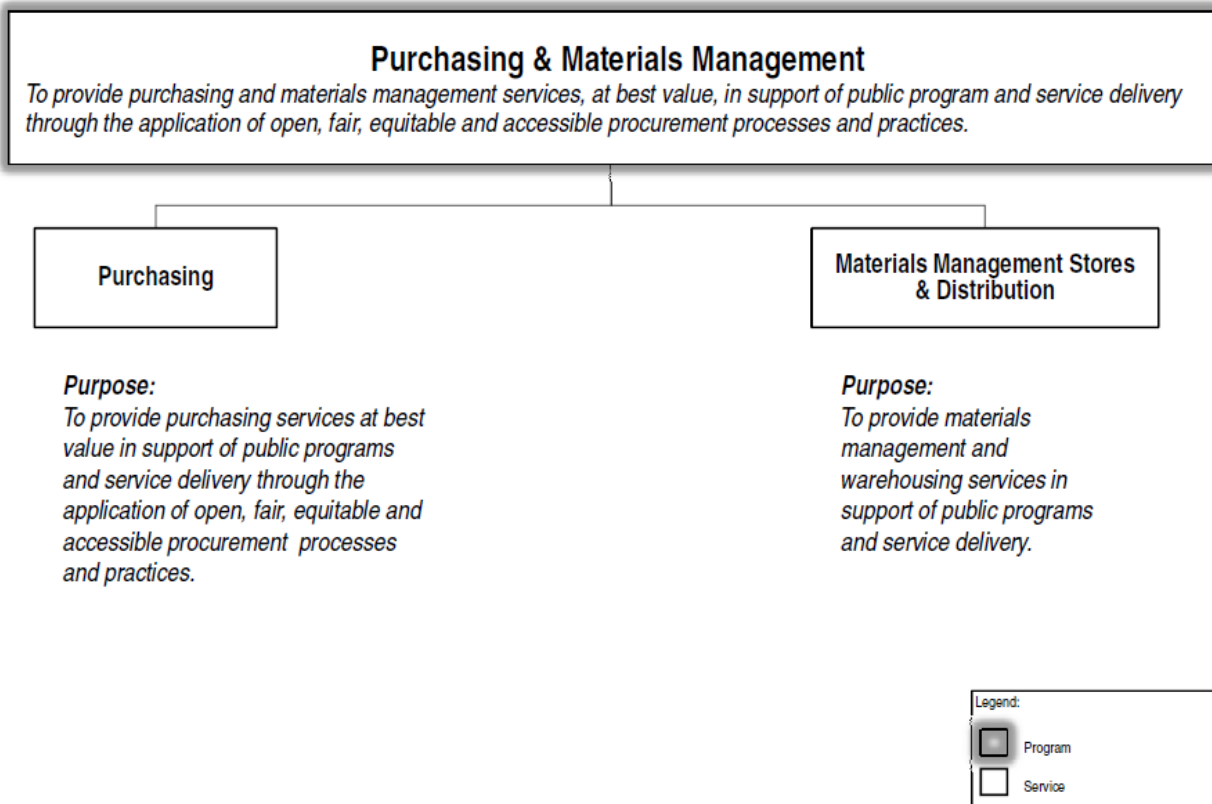 Purchasing & Materials Management
To provide purchasing and materials management services, at best value, in support of public program and service delivery
through the application of open, fair, equitable and accessible procurement processes and practices.
Purchasing
Materials Management Stores
& Distribution
Purpose:
To provide purchasing services at best
value in support of public programs
and service delivery through the
application of open, fair, equitable and
accessible procurement processes
and practices.
Purpose:
To provide materials
management and
warehousing services in
support of public programs
and service delivery.
Legend:
Program
Service